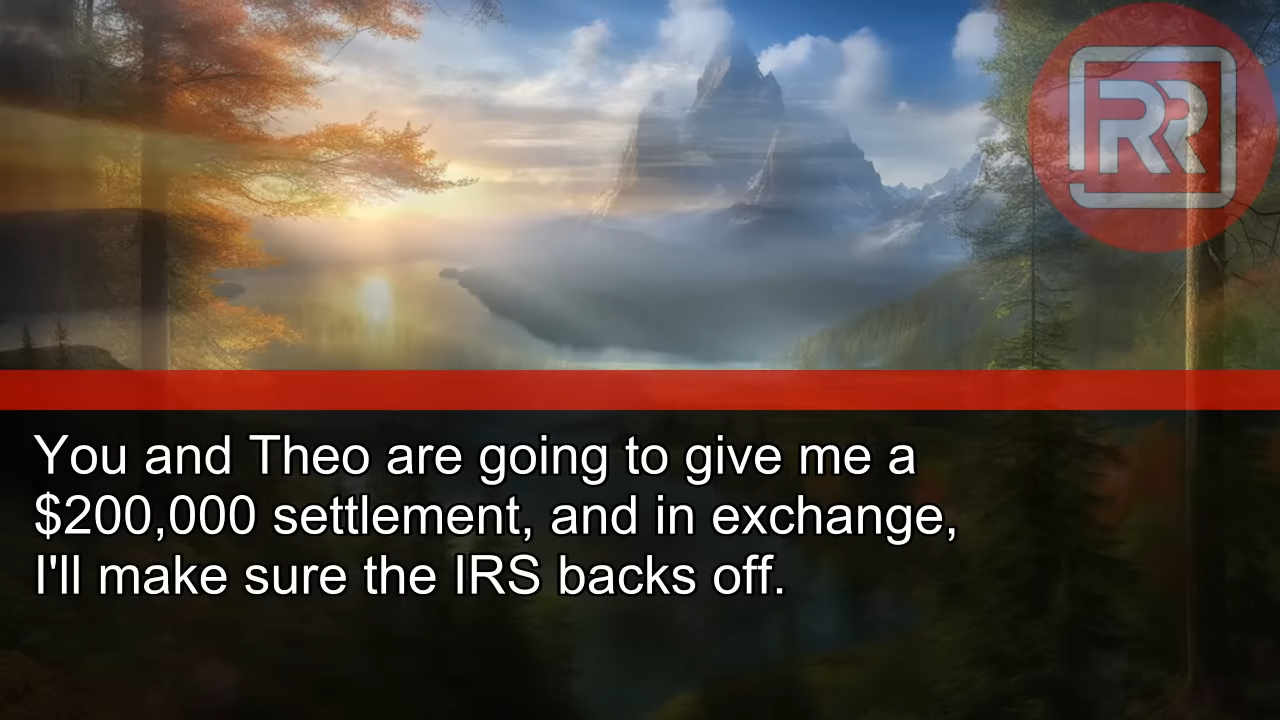 RR
You and Theo are going to give me a
$200,000 settlement, and in exchange,
I'll make sure the IRS backs off.